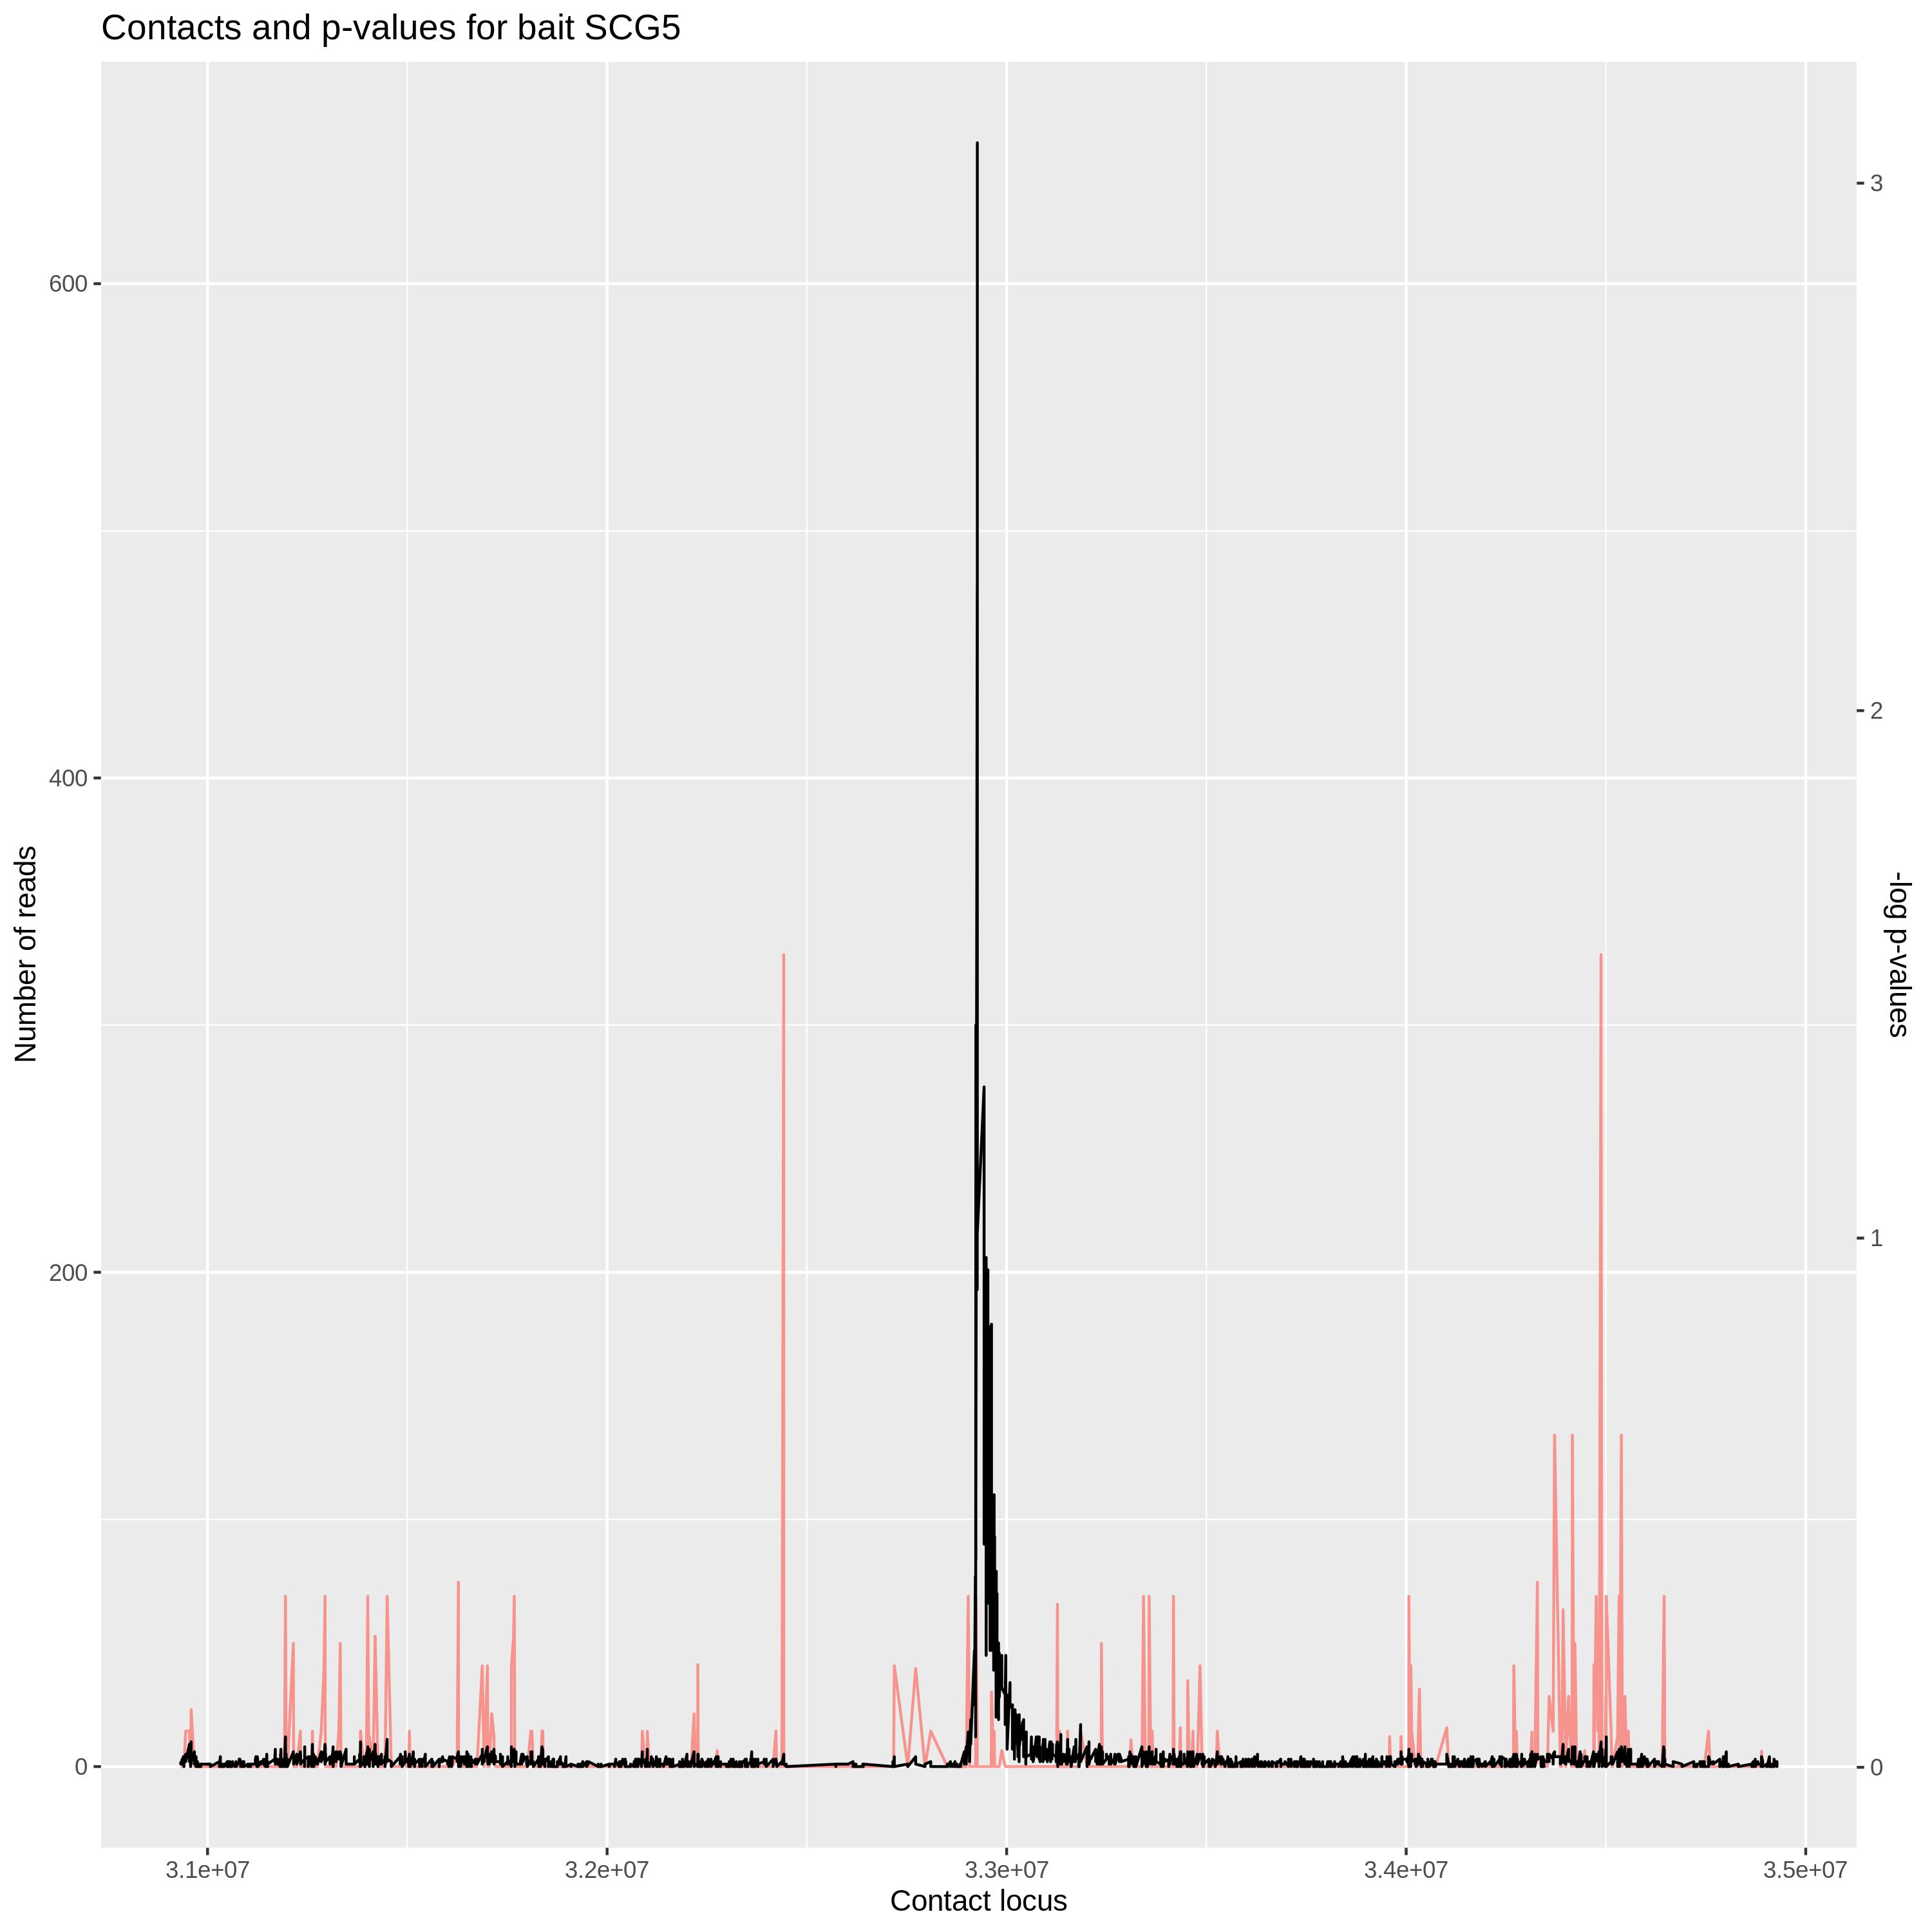 Contacts and p-values for bait SCG5
Number of reads
600
400
200
0
3
2
1
0
-log p-values
3.1e+07
3.2e+07
3.3e+07
3.4e+07
3.5e+07
Contact locus